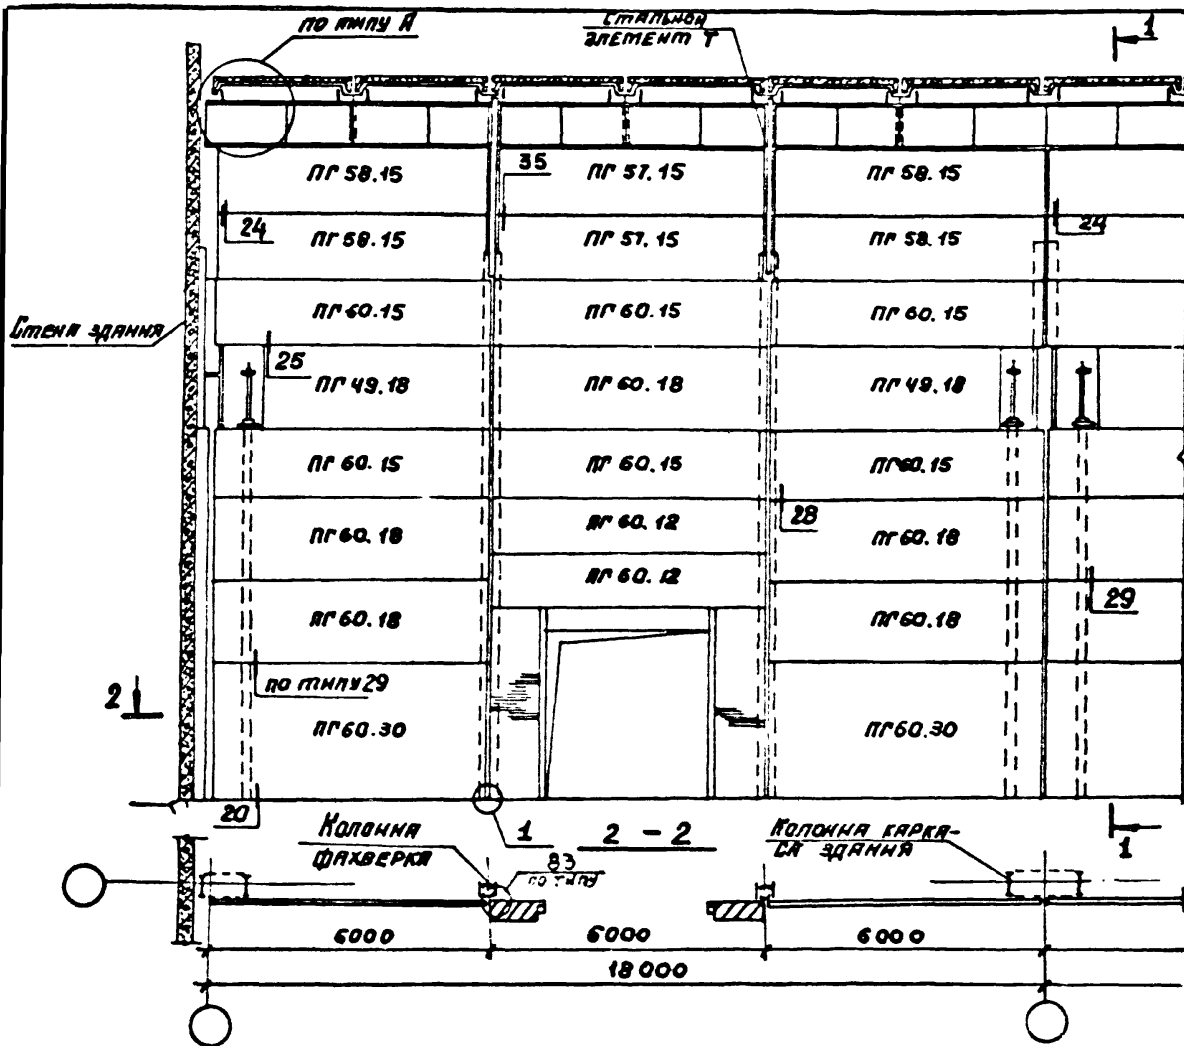 по типу А
Стальной
элемент Т
1
ПГ 58.15
35
ПГ 57.15
ПГ 58.15
24
ПГ 58.15
ПГ 57.15
ПГ 58.15
24
Стена здания
ПГ 60.15
ПГ 60.15
ПГ 60.15
25
ПГ 49.18
ПГ 60.18
ПГ 49.18
ПГ 60.15
ПГ 60.15
ПГ 60.15
28
ПГ 60.18
ПГ 60.12
ПГ 60.18
ПГ 60.12
29
ПГ 60.18
ПГ 60.18
по типу 29
2
ПГ 60.30
ПГ 60.30
20
Колонна
фахверка
1
2 - 2
83
по типу
Колонна карка-
са здания
1
6000
6000
6000
18000